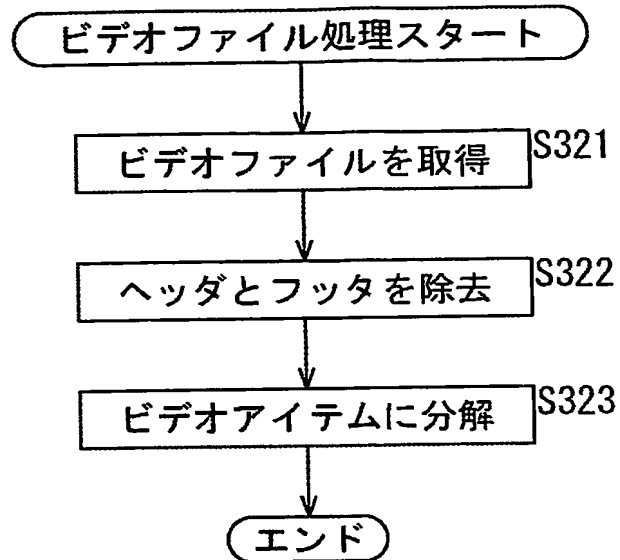 ビデオファイル処理スタート
ビデオファイルを取得
S321
ヘッダとフッタを除去
S322
ビデオアイテムに分解
S323
エンド